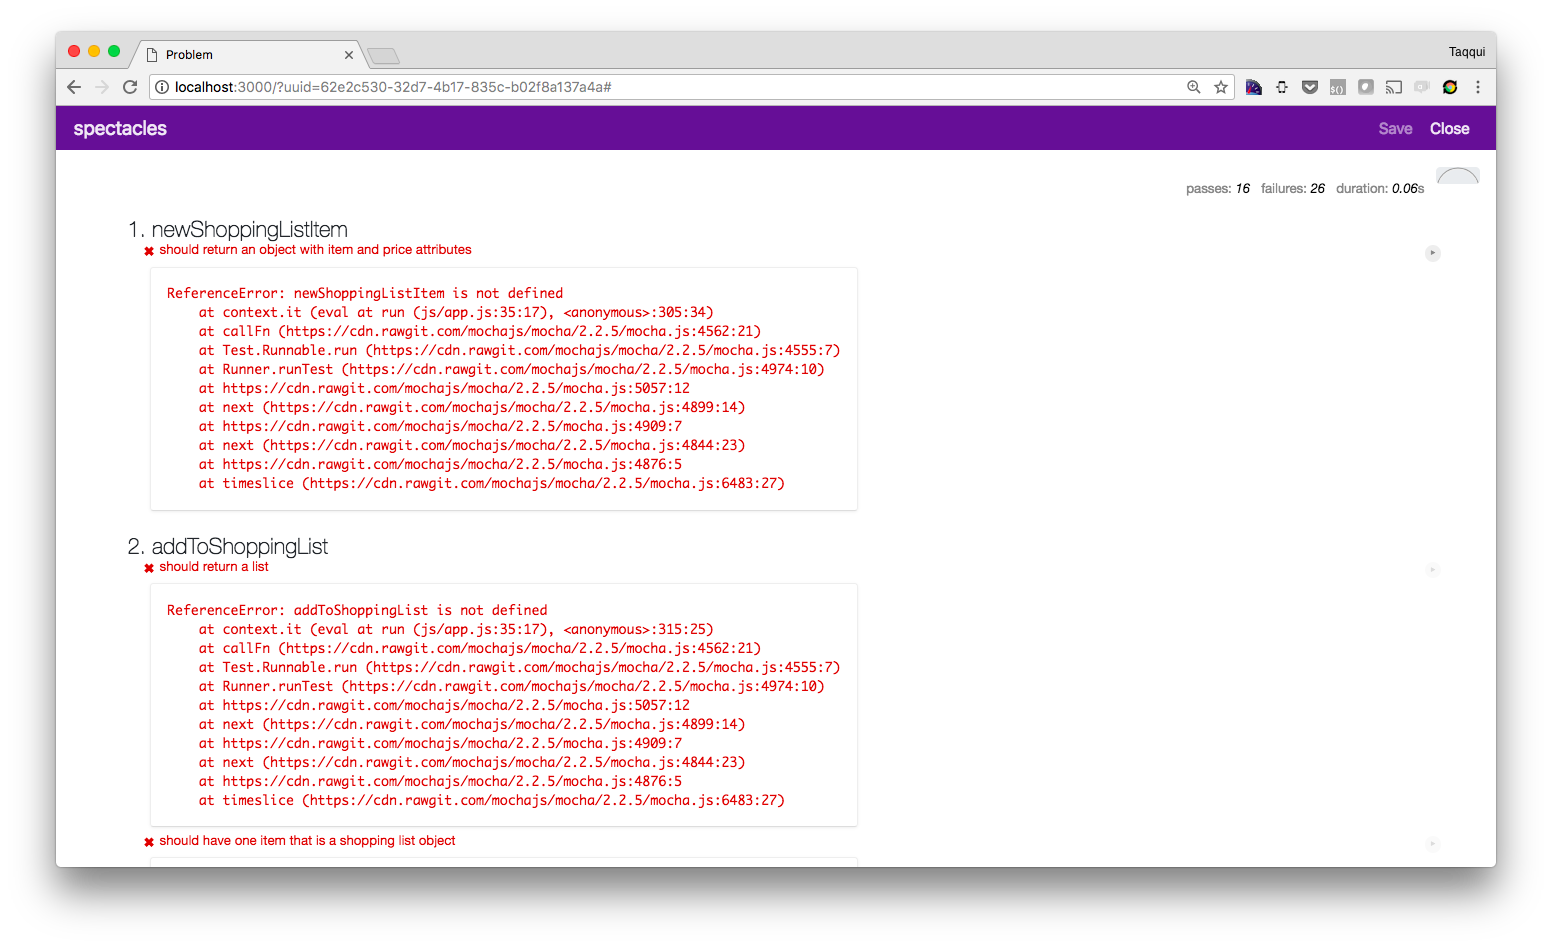 Problem
Taqqui
localhost:3000/?uuid=62e2c530-32d7-4b17-835c-b02f8a137a4a#
spectacles
Save Close
passes: 16 failures: 26 duration: 0.06s
1. newShoppingListItem
✖ should return an object with item and price attributes
ReferenceError: newShoppingListItem is not defined
at context.it (eval at run (js/app.js:35:17), <anonymous>:305:34)
at callFn (https://cdn.rawgit.com/mochajs/mocha/2.2.5/mocha.js:4562:21)
at Test.Runnable.run (https://cdn.rawgit.com/mochajs/mocha/2.2.5/mocha.js:4555:7)
at Runner.runTest (https://cdn.rawgit.com/mochajs/mocha/2.2.5/mocha.js:4974:10)
at https://cdn.rawgit.com/mochajs/mocha/2.2.5/mocha.js:5057:12
at next (https://cdn.rawgit.com/mochajs/mocha/2.2.5/mocha.js:4899:14)
at https://cdn.rawgit.com/mochajs/mocha/2.2.5/mocha.js:4909:7
at next (https://cdn.rawgit.com/mochajs/mocha/2.2.5/mocha.js:4844:23)
at https://cdn.rawgit.com/mochajs/mocha/2.2.5/mocha.js:4876:5
at timeslice (https://cdn.rawgit.com/mochajs/mocha/2.2.5/mocha.js:6483:27)
2. addToShoppingList
✖ should return a list
ReferenceError: addToShoppingList is not defined
at context.it (eval at run (js/app.js:35:17), <anonymous>:315:25)
at callFn (https://cdn.rawgit.com/mochajs/mocha/2.2.5/mocha.js:4562:21)
at Test.Runnable.run (https://cdn.rawgit.com/mochajs/mocha/2.2.5/mocha.js:4555:7)
at Runner.runTest (https://cdn.rawgit.com/mochajs/mocha/2.2.5/mocha.js:4974:10)
at https://cdn.rawgit.com/mochajs/mocha/2.2.5/mocha.js:5057:12
at next (https://cdn.rawgit.com/mochajs/mocha/2.2.5/mocha.js:4899:14)
at https://cdn.rawgit.com/mochajs/mocha/2.2.5/mocha.js:4909:7
at next (https://cdn.rawgit.com/mochajs/mocha/2.2.5/mocha.js:4844:23)
at https://cdn.rawgit.com/mochajs/mocha/2.2.5/mocha.js:4876:5
at timeslice (https://cdn.rawgit.com/mochajs/mocha/2.2.5/mocha.js:6483:27)
✖ should have one item that is a shopping list object